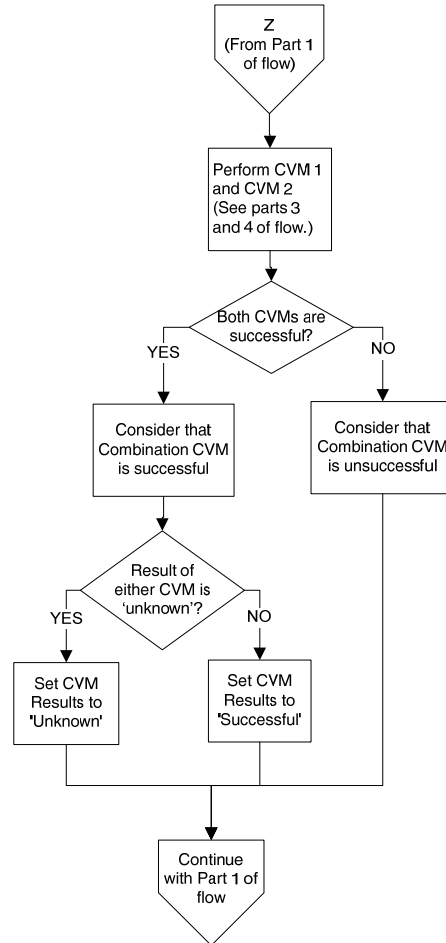 Z
(From Part 1
of flow)
Perform CVM 1
and CVM 2
(See parts 3
and 4 of flow.)
Both CVMs are
successful?
YES
NO
Consider that
Combination CVM
is successful
Consider that
Combination CVM
is unsuccessful
Result of
either CVM is
'unknown'?
YES
NO
Set CVM
Results to
'Unknown'
Set CVM
Results to
'Successful'
Continue
with Part 1 of
flow